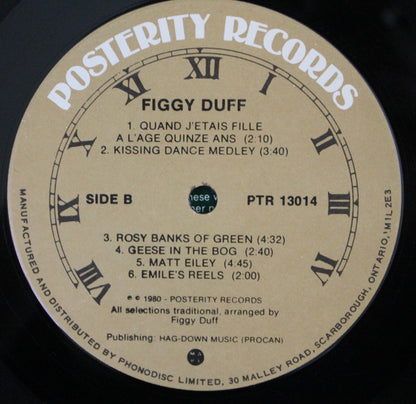 POSTERITY RECORDS
XII
I
II
III
IIII
VIII
IX
X
XI
FIGGY DUFF
1. QUAND J'ETAIS FILLE
A L'AGE QUINZE ANS (2:10)
2. KISSING DANCE MEDLEY (3:40)
SIDE B
nese v
per n
PTR 13014
3. ROSY BANKS OF GREEN (4:32)
4. GEESE IN THE BOG (2:40)
5. MATT EILEY (4:45)
6. EMILE'S REELS (2:00)
℗ © 1980 - POSTERITY RECORDS
All selections traditional, arranged by
Figgy Duff
Publishing: HAG-DOWN MUSIC (PROCAN)
MANUFACTURED AND DISTRIBUTED BY PHONODISC LIMITED, 30 MALLEY ROAD, SCARBOROUGH, ONTARIO, M1L 2E3